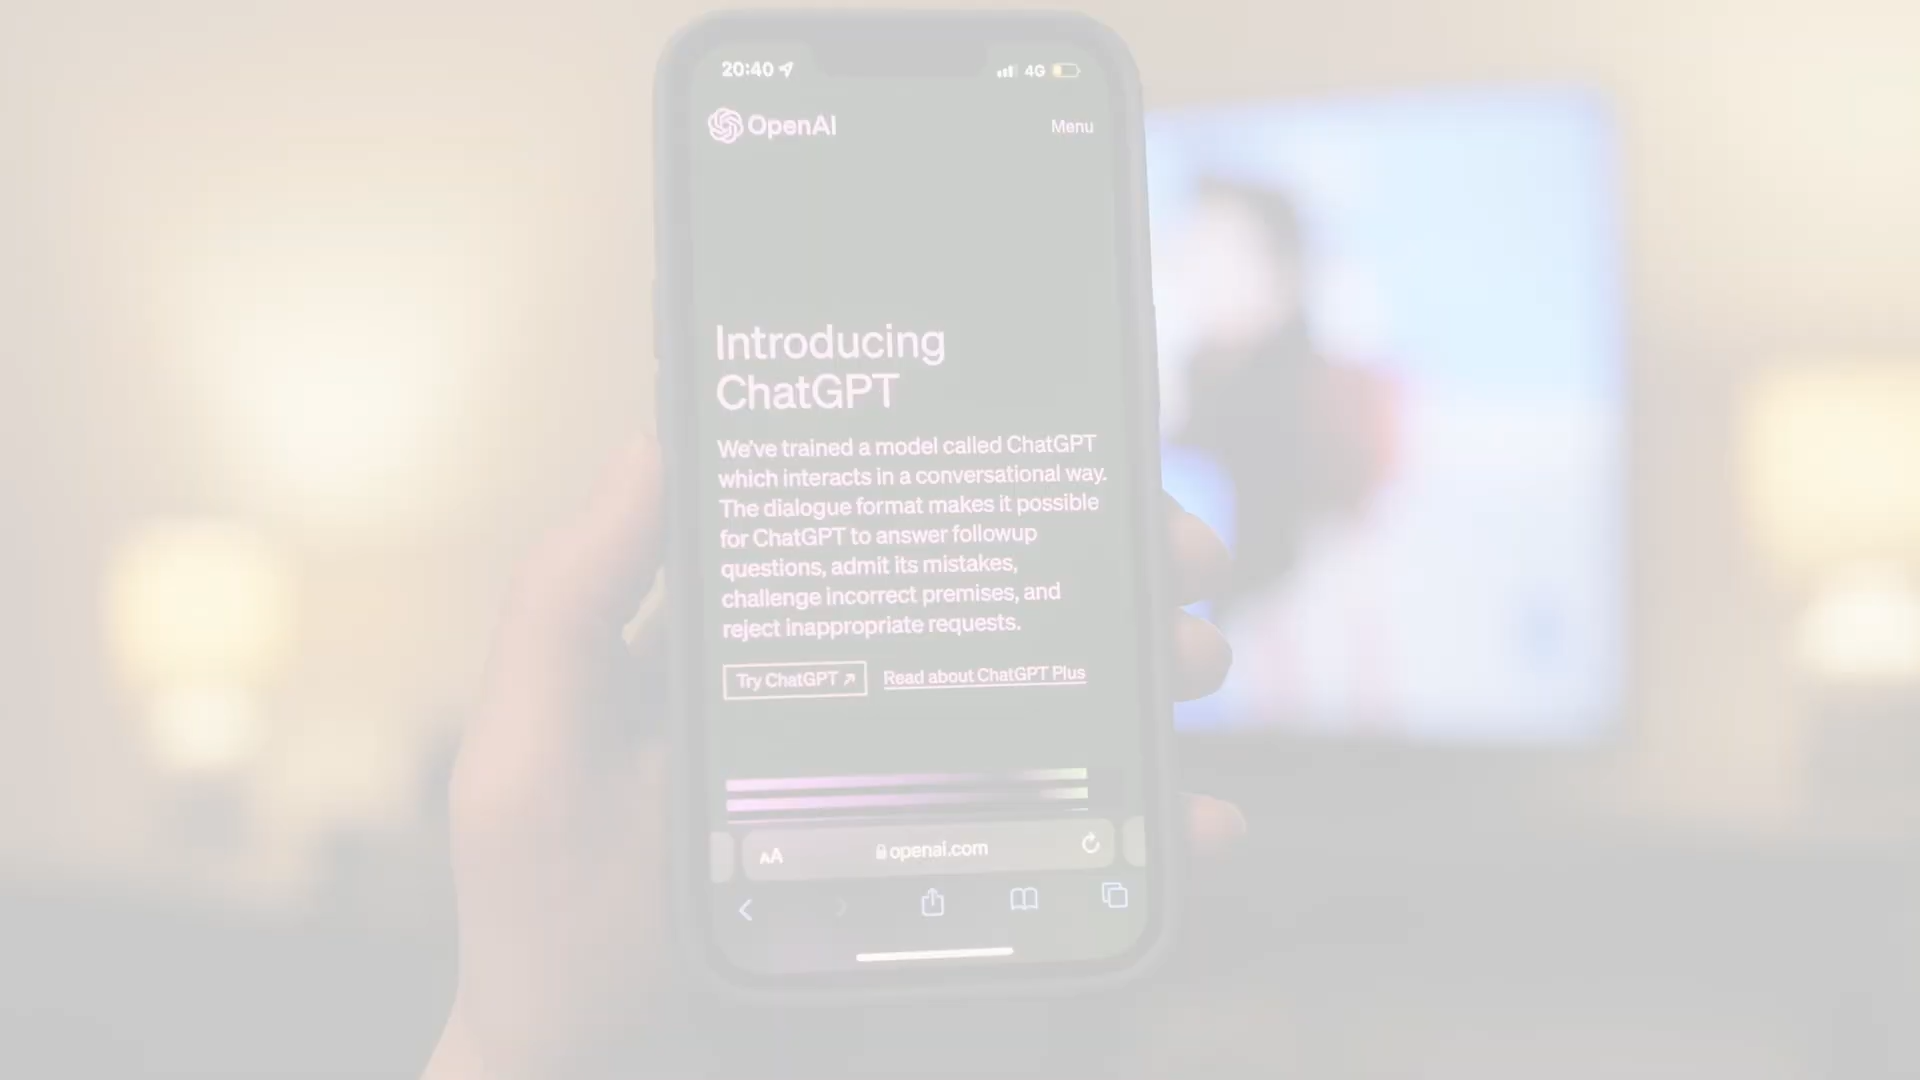 20:40
4G
OpenAI
Menu
Introducing
ChatGPT
We've trained a model called ChatGPT
which interacts in a conversational way.
The dialogue format makes it possible
for ChatGPT to answer followup
questions, admit its mistakes,
challenge incorrect premises, and
reject inappropriate requests.
Try ChatGPT ↗
Read about ChatGPT Plus
AA
openai.com